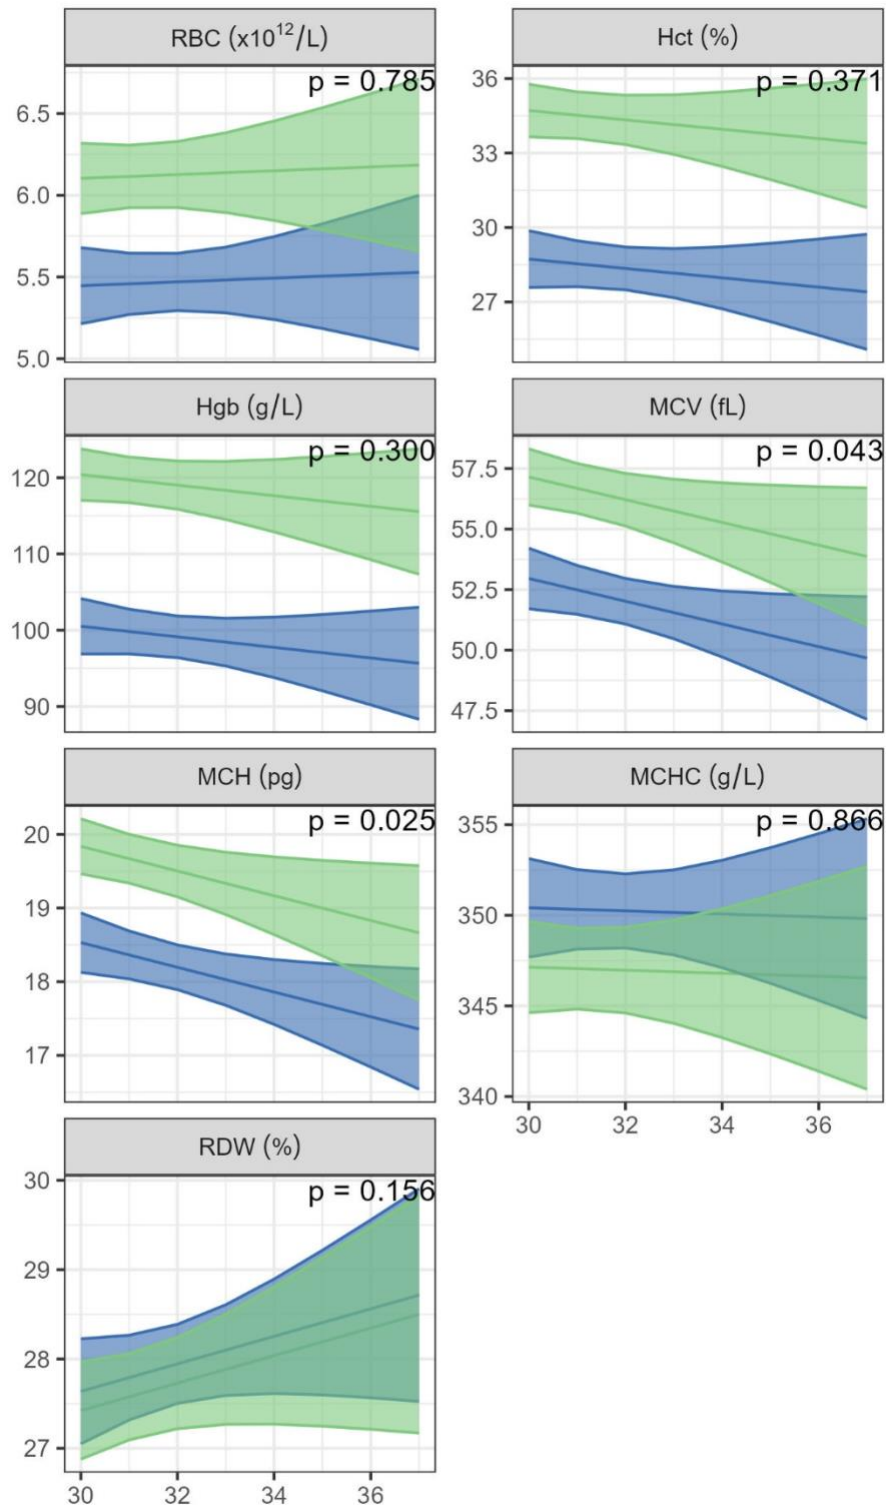 RBC (x10¹²/L)
Hct (%)
p = 0.785
6.5
6.0
5.5
5.0
p = 0.371
36
33
30
27
Hgb (g/L)
MCV (fL)
p = 0.300
120
110
100
90
p = 0.043
57.5
55.0
52.5
50.0
47.5
MCH (pg)
MCHC (g/L)
p = 0.025
20
19
18
17
p = 0.866
355
350
345
340
30 32 34 36
RDW (%)
p = 0.156
30
29
28
27
30 32 34 36